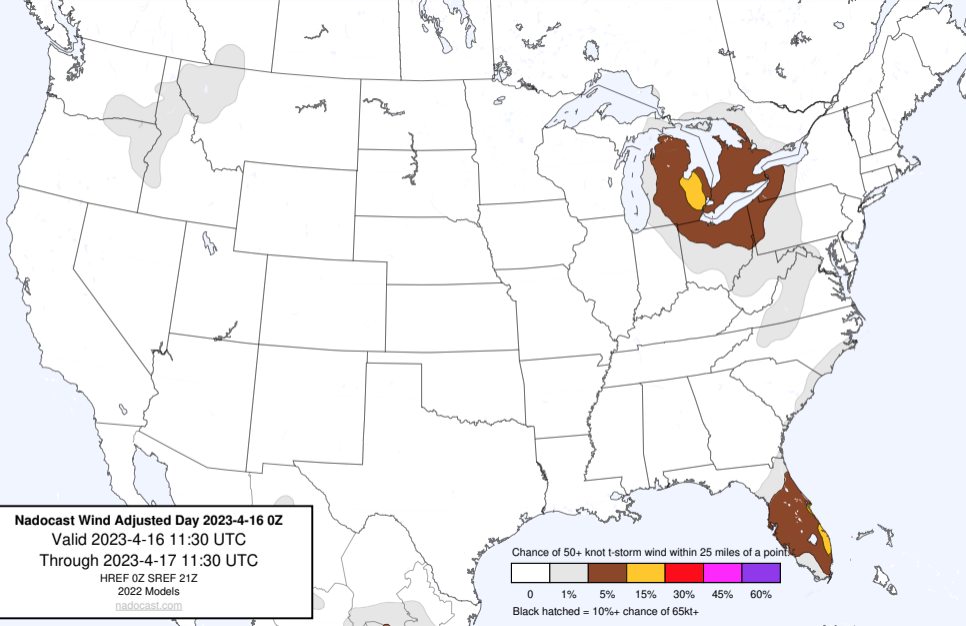 Nadocast Wind Adjusted Day 2023-4-16 0Z
Valid 2023-4-16 11:30 UTC
Through 2023-4-17 11:30 UTC
HREF 0Z SREF 21Z
2022 Models
nadocast.com
Chance of 50+ knot t-storm wind within 25 miles of a point.
0 1% 5% 15% 30% 45% 60%
Black hatched = 10%+ chance of 65kt+